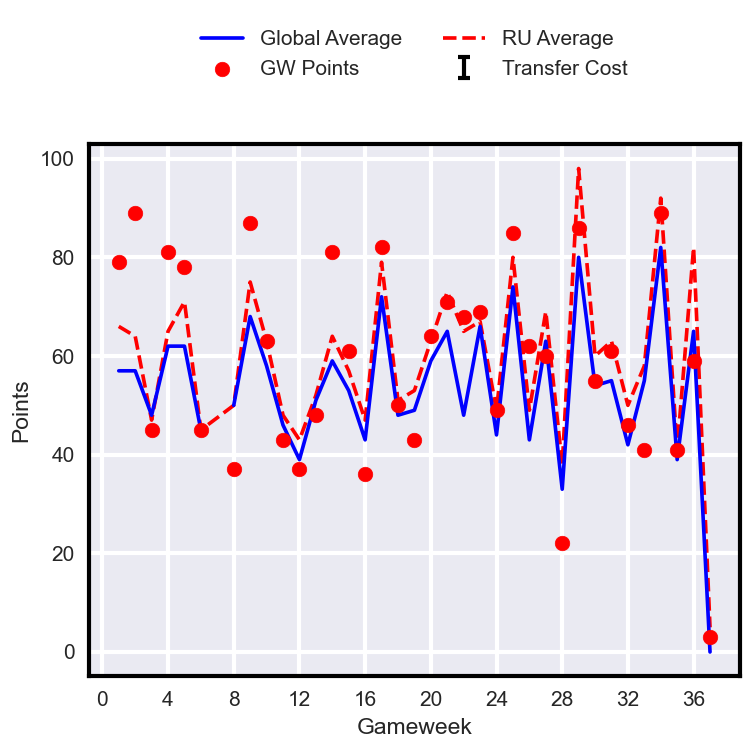 Global Average
RU Average
GW Points
Transfer Cost
100
80
60
40
20
0
Points
0 4 8 12 16 20 24 28 32 36
Gameweek